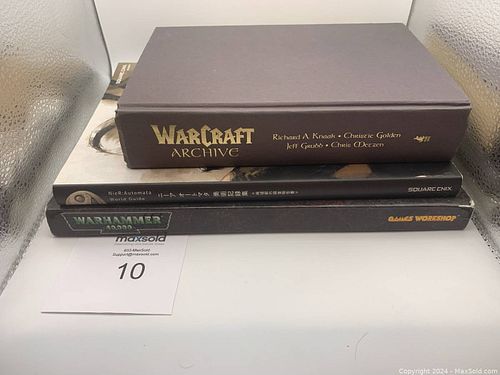 WARCRAFT
ARCHIVE
Richard A Knaak • Christie Golden
Jeff Grubb • Chris Metzen
NieR:Automata
World Guide
SQUARE ENIX
WARHAMMER
40,000
GAMES WORKSHOP
maxsold
Support@maxsold.com
10
Copyright 2024 - MaxSold.com